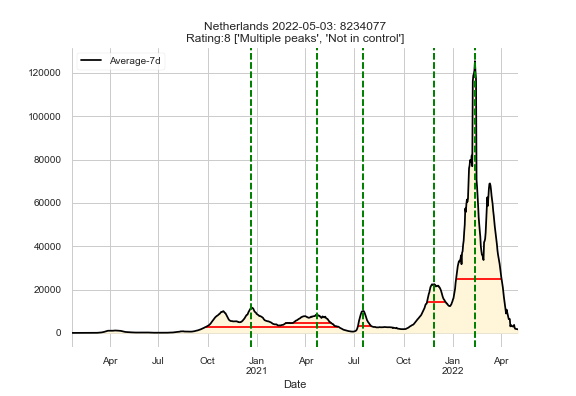 Netherlands 2022-05-03: 8234077
Rating:8 ['Multiple peaks', 'Not in control']
Average-7d
120000
100000
80000
60000
40000
20000
0
Apr Jul Oct Jan Apr Jul Oct Jan Apr
2021 2022
Date